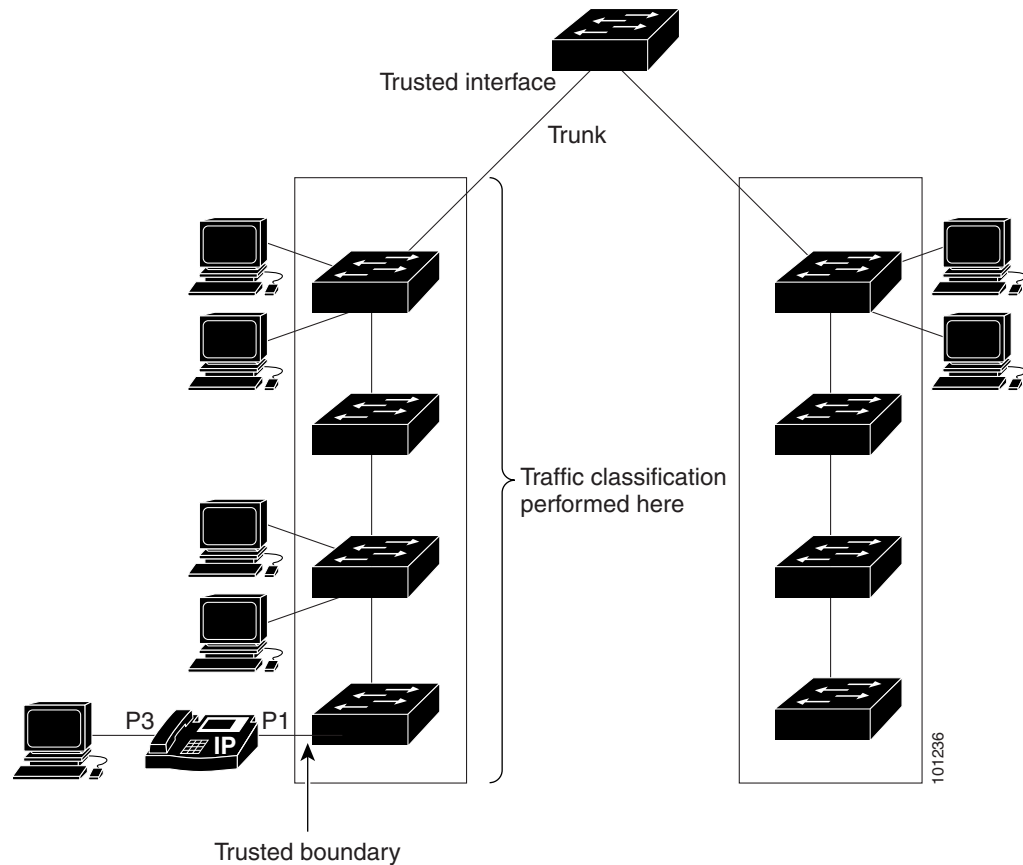 Trusted interface
Trunk
Traffic classification
performed here
P3
IP
P1
101236
Trusted boundary